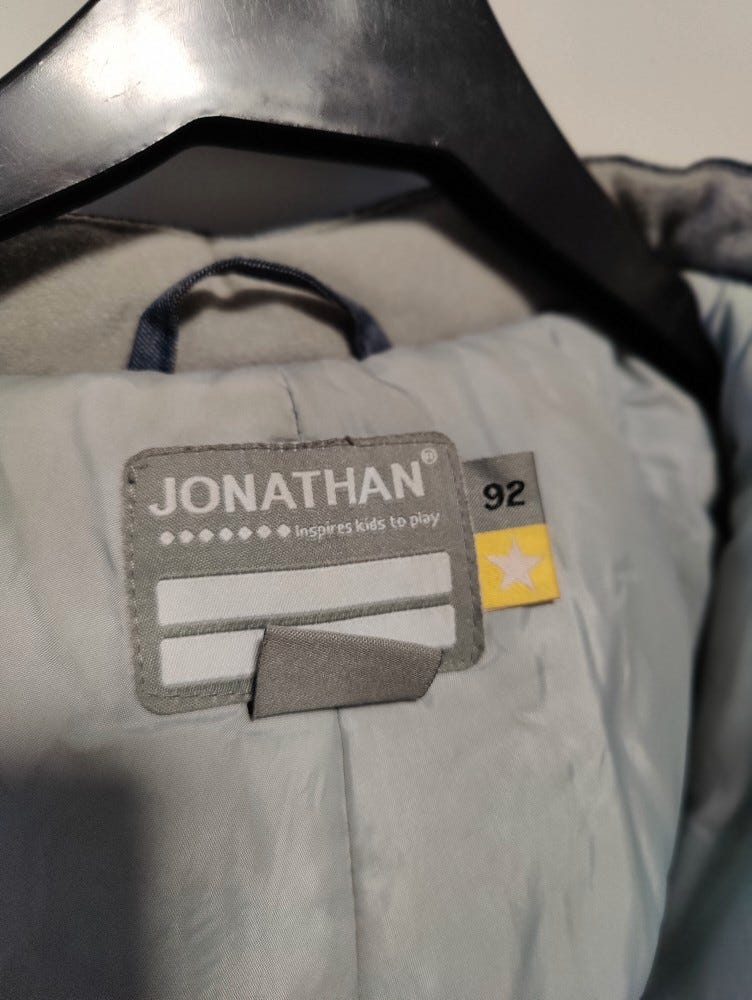 JONATHAN®
Inspires kids to play
92